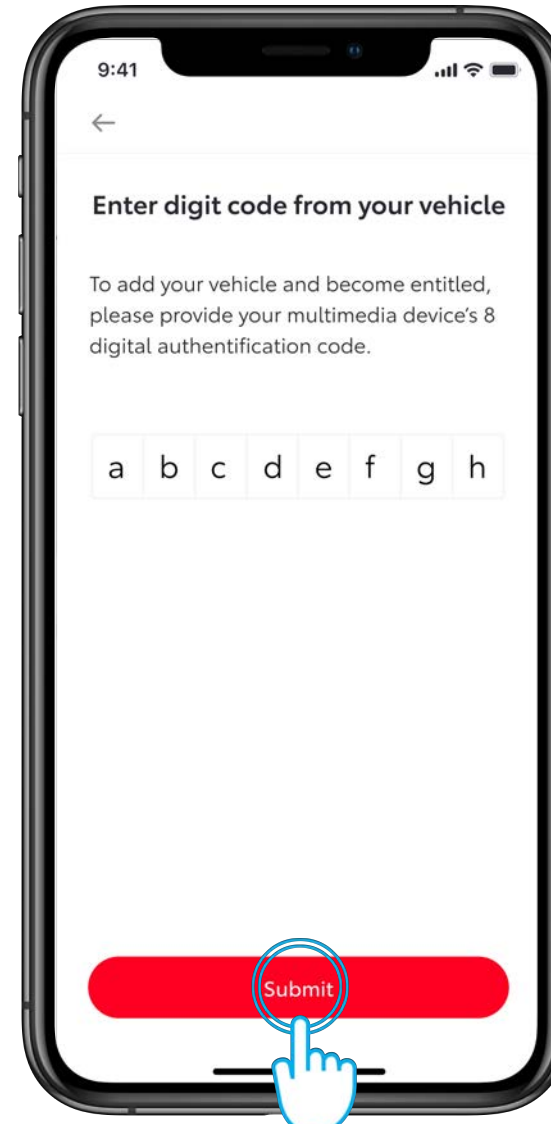 9:41
Enter digit code from your vehicle
To add your vehicle and become entitled,
please provide your multimedia device’s 8
digital authentification code.
a b c d e f g h
Submit